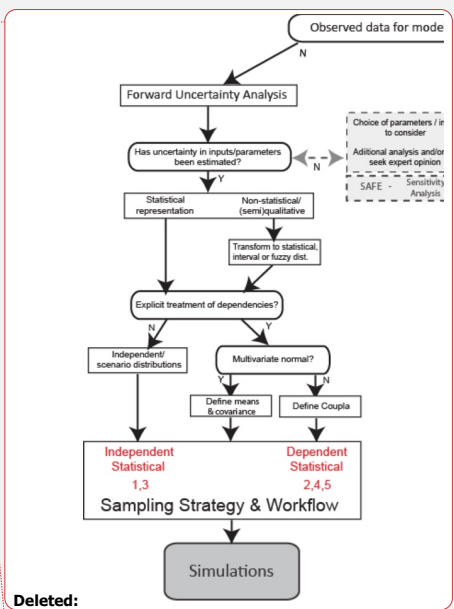 Observed data for mode
N
Forward Uncertainty Analysis
Has uncertainty in inputs/parameters
been estimated?
N
Choice of parameters / in
to consider
Aditional analysis and/or
seek expert opinion
SAFE - Sensitivity
Analysis
Y
Statistical
representation
Non-statistical/
(semi)qualitative
Transform to statistical,
interval or fuzzy dist.
Explicit treatment of dependencies?
N
Y
Independent/
scenario distributions
Multivariate normal?
Y
N
Define means
& covariance
Define Coupla
Independent
Statistical
1,3
Dependent
Statistical
2,4,5
Sampling Strategy & Workflow
Simulations
Deleted: